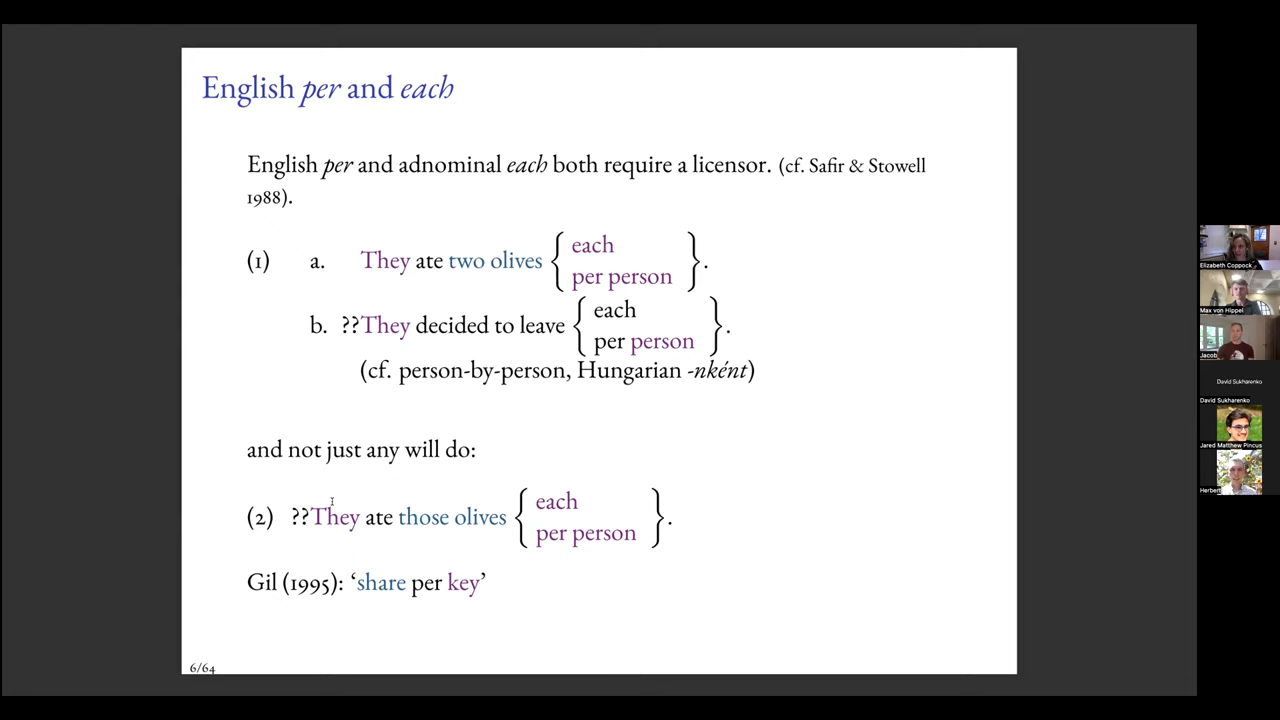 English per and each
English per and adnominal each both require a licensor. (cf. Safir & Stowell
1988).
(1) a. They ate two olives { each
per person } .
b. ??They decided to leave { each
per person } .
(cf. person-by-person, Hungarian -nként)
and not just any will do:
(2) ??They ate those olives { each
per person } .
Gil (1995): ‘share per key’
6/64
Elizabeth Coppock
Max von Hippel
Jacob
David Sukharenko
David Sukharenko
Jared Matthew Pincus
Herbert